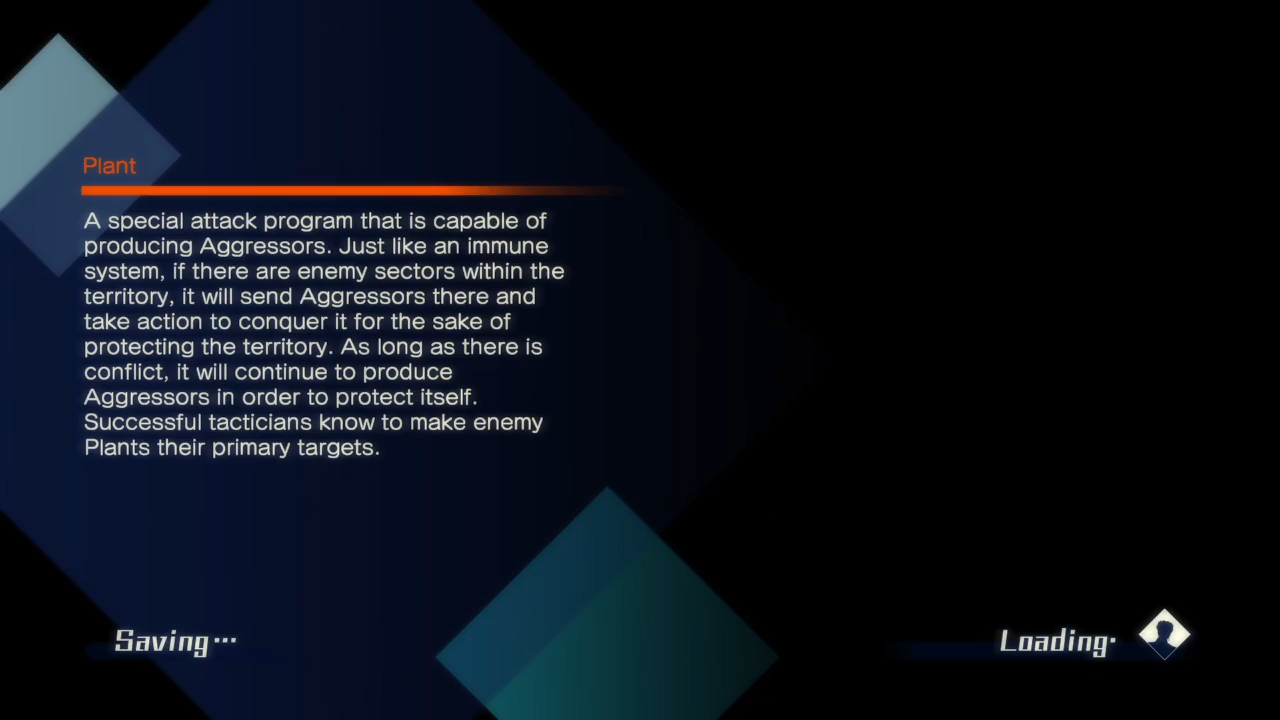 Plant
A special attack program that is capable of
producing Aggressors. Just like an immune
system, if there are enemy sectors within the
territory, it will send Aggressors there and
take action to conquer it for the sake of
protecting the territory. As long as there is
conflict, it will continue to produce
Aggressors in order to protect itself.
Successful tacticians know to make enemy
Plants their primary targets.
Saving···
Loading·